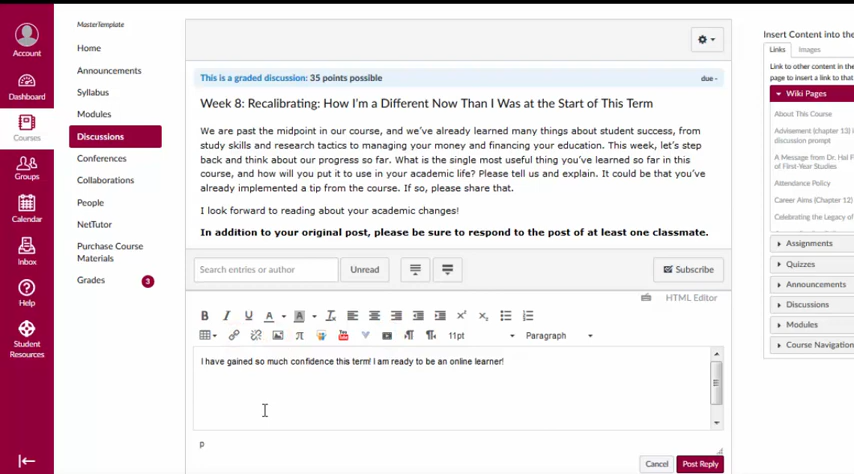 Account
Dashboard
Courses
Groups
Calendar
Inbox
Help
Student
Resources
MasterTemplate
Home
Announcements
Syllabus
Modules
Discussions
Conferences
Collaborations
People
NetTutor
Purchase Course
Materials
Grades
3
This is a graded discussion: 35 points possible
due -
Week 8: Recalibrating: How I'm a Different Now Than I Was at the Start of This Term
We are past the midpoint in our course, and we've already learned many things about student success, from
study skills and research tactics to managing your money and financing your education. This week, let's step
back and think about our progress so far. What is the single most useful thing you've learned so far in this
course, and how will you put it to use in your academic life? Please tell us and explain. It could be that you've
already implemented a tip from the course. If so, please share that.
I look forward to reading about your academic changes!
In addition to your original post, please be sure to respond to the post of at least one classmate.
Search entries or author
Unread
Subscribe
HTML Editor
B I U A A Tx x² x₂
π You Tube V 11pt Paragraph
I have gained so much confidence this term! I am ready to be an online learner!
p
Cancel
Post Reply
Insert Content into the
Links Images
Link to other content in the
page to insert a link to that
Wiki Pages
About This Course
Advisement (chapter 13) i
discussion prompt
A Message from Dr. Hal P
of First-Year Studies
Attendance Policy
Career Aims (Chapter 12)
Celebrating the Legacy of
Assignments
Quizzes
Announcements
Discussions
Modules
Course Navigation